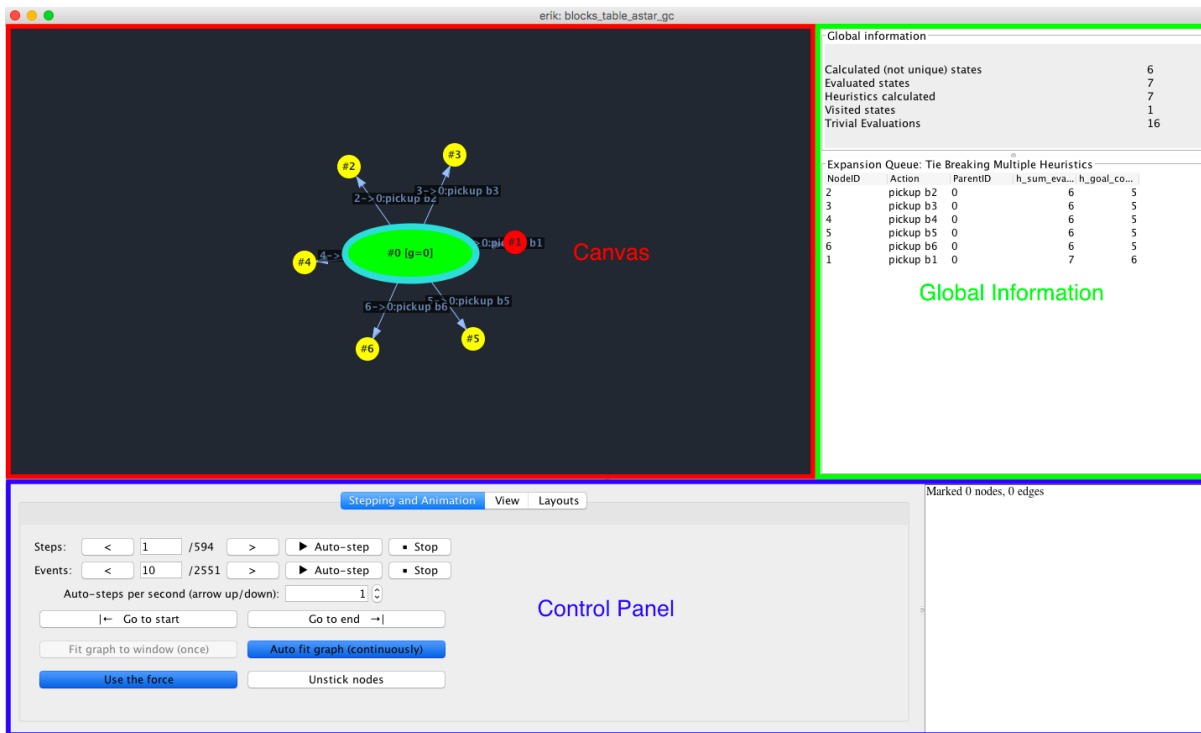 erik: blocks_table_astar_gc
#2
#3
3->0:pickup b3
2->0:pickup b2
#0 [g=0]
#1
b1
#4
4->
6->0:pickup b6
5->0:pickup b5
#6
#5
Canvas
Global information
Calculated (not unique) states 6
Evaluated states 7
Heuristics calculated 7
Visited states 1
Trivial Evaluations 16
Expansion Queue: Tie Breaking Multiple Heuristics
NodeID Action ParentID h_sum_eva... h_goal_co...
2 pickup b2 0 6 5
3 pickup b3 0 6 5
4 pickup b4 0 6 5
5 pickup b5 0 6 5
6 pickup b6 0 6 5
1 pickup b1 0 7 6
Global Information
Stepping and Animation View Layouts
Steps: < 1 /594 > ▶ Auto-step ▪ Stop
Events: < 10 /2551 > ▶ Auto-step ▪ Stop
Auto-steps per second (arrow up/down): 1
|← Go to start Go to end →|
Fit graph to window (once) Auto fit graph (continuously)
Use the force Unstick nodes
Control Panel
Marked 0 nodes, 0 edges